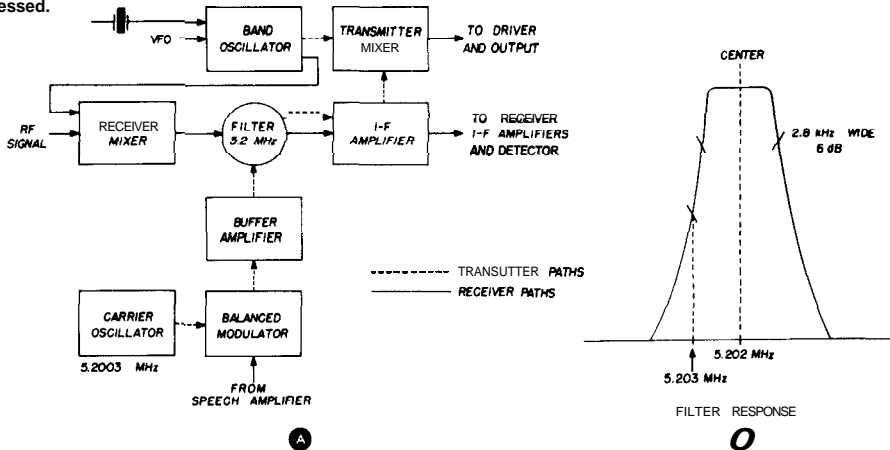 essed.
VFO
BAND
OSCILLATOR
TRANSMITTER
MIXER
TO DRIVER
AND OUTPUT
RF
SIGNAL
RECEIVER
MIXER
FILTER
5.2 MHz
I-F
AMPLIFIER
TO RECEIVER
I-F AMPLIFIERS
AND DETECTOR
BUFFER
AMPLIFIER
TRANSUTTER PATHS
RECEIVER PATHS
CARRIER
OSCILLATOR
BALANCED
MODULATOR
5.2003 MHz
FROM
SPEECH AMPLIFIER
A
CENTER
2.8 kHz WIDE
6 dB
5.202 MHz
5.203 MHz
FILTER RESPONSE
O